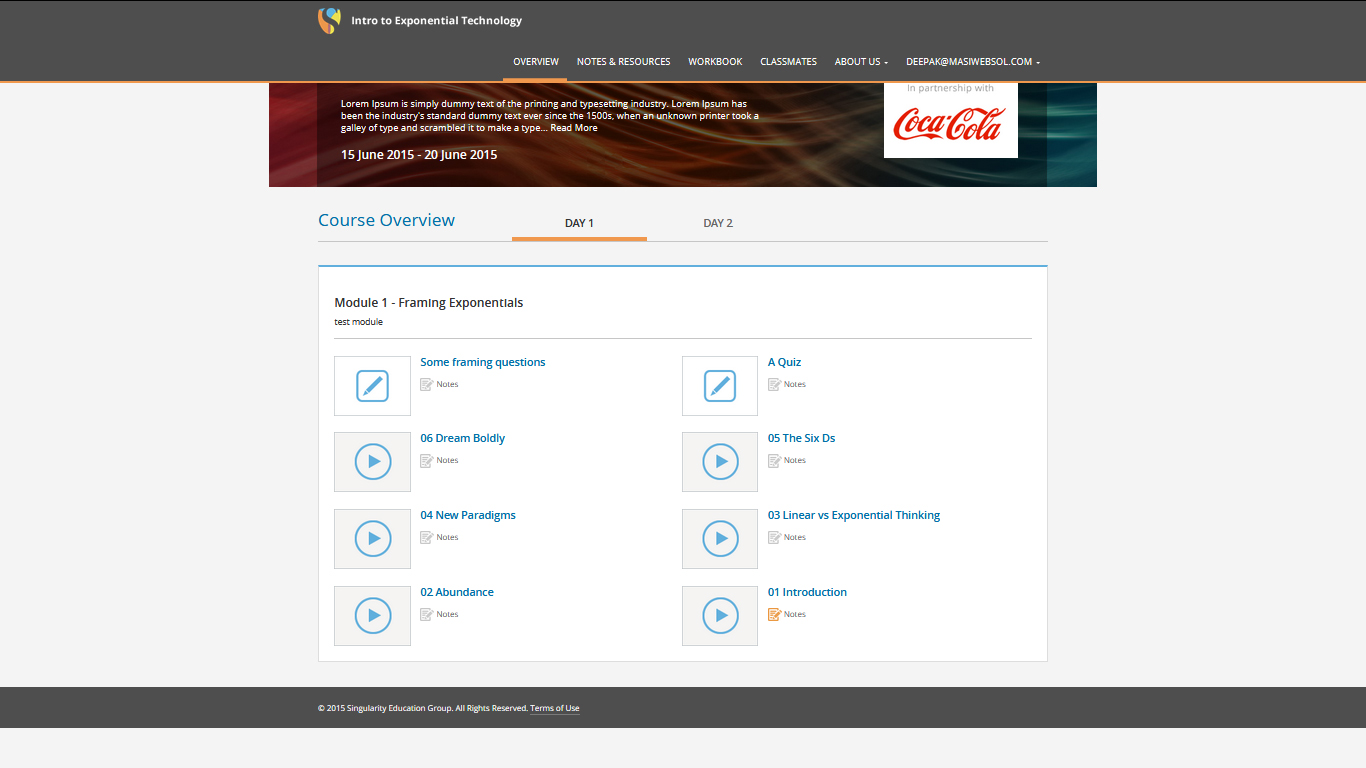 Intro to Exponential Technology
OVERVIEW NOTES & RESOURCES WORKBOOK CLASSMATES ABOUT US DEEPAK@MASIWEBSOL.COM
In partnership with
Coca-Cola
Lorem Ipsum is simply dummy text of the printing and typesetting industry. Lorem Ipsum has
been the industry's standard dummy text ever since the 1500s, when an unknown printer took a
galley of type and scrambled it to make a type... Read More
15 June 2015 - 20 June 2015
Course Overview DAY 1 DAY 2
Module 1 - Framing Exponentials
test module
Some framing questions
Notes
A Quiz
Notes
06 Dream Boldly
Notes
05 The Six Ds
Notes
04 New Paradigms
Notes
03 Linear vs Exponential Thinking
Notes
02 Abundance
Notes
01 Introduction
Notes
© 2015 Singularity Education Group. All Rights Reserved. Terms of Use